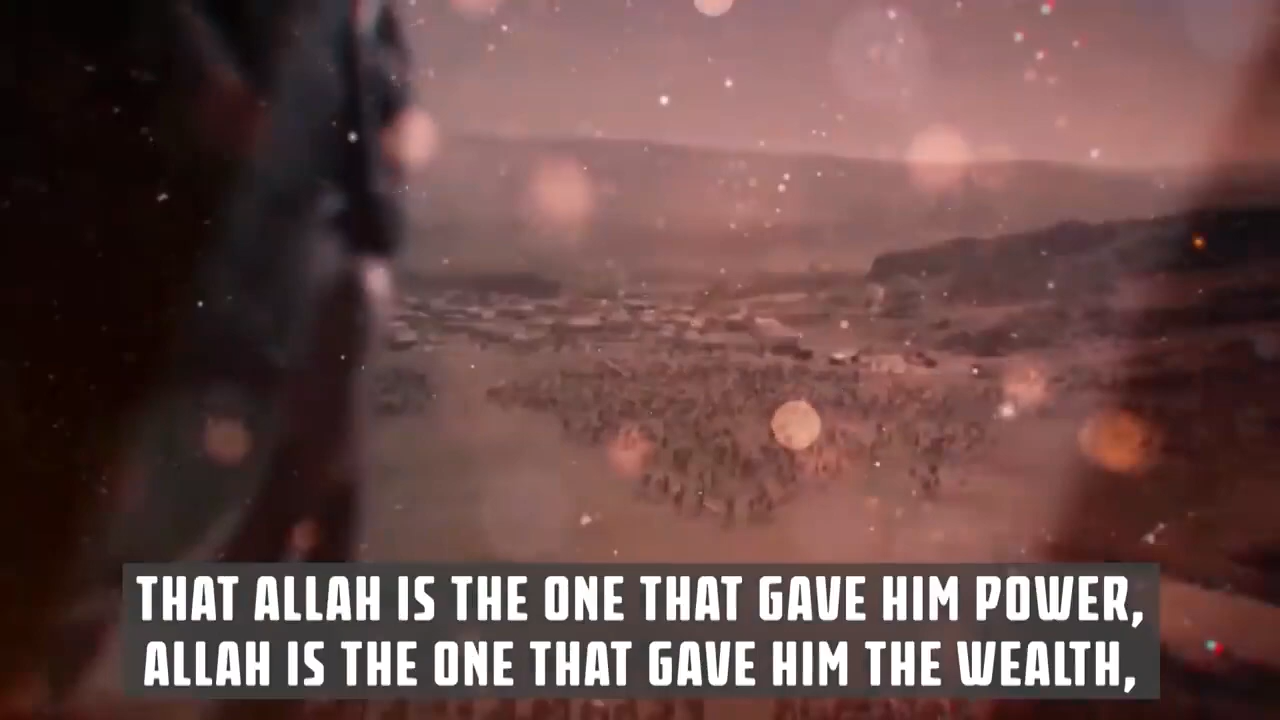 THAT ALLAH IS THE ONE THAT GAVE HIM POWER,
ALLAH IS THE ONE THAT GAVE HIM THE WEALTH,